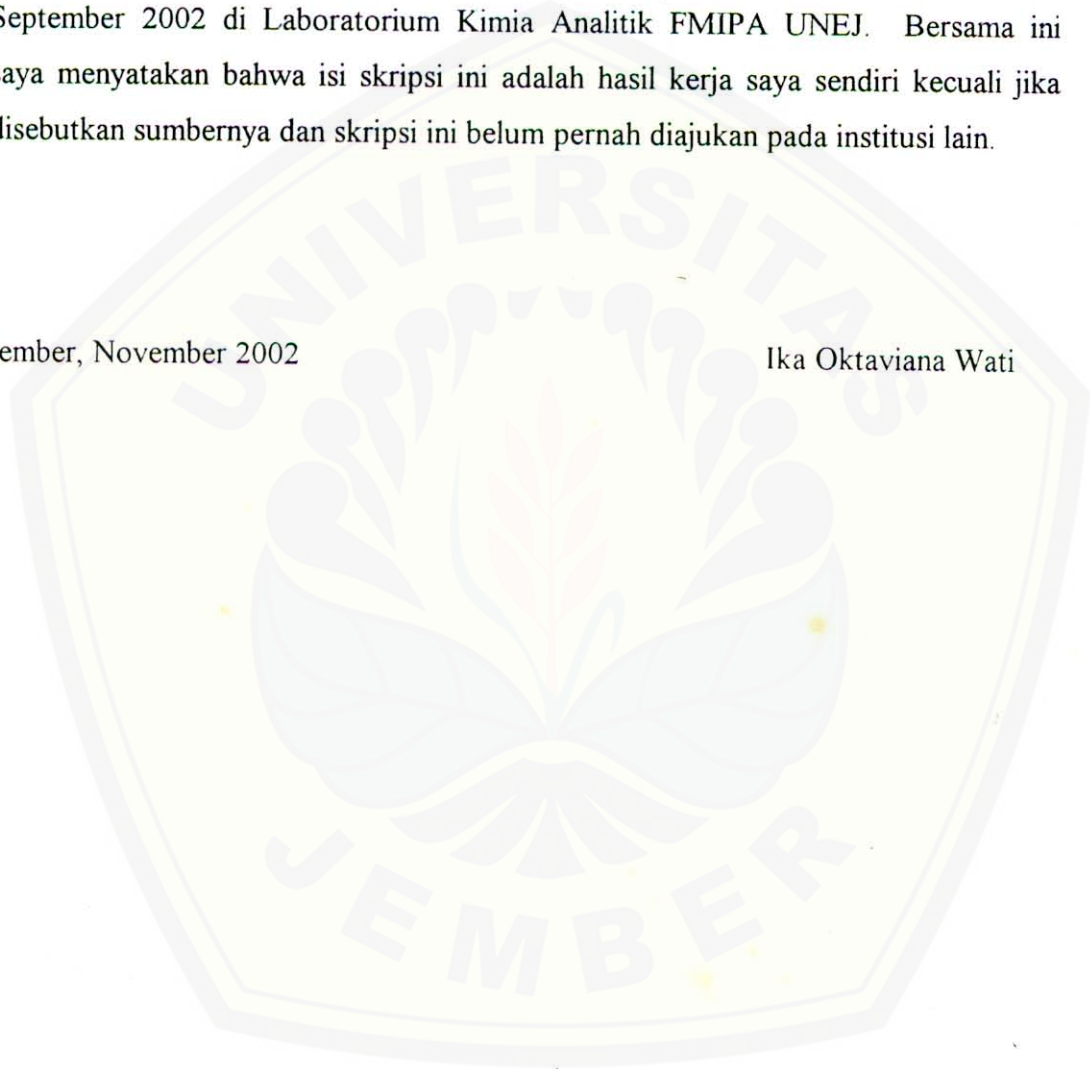 September 2002 di Laboratorium Kimia Analitik FMIPA UNEJ. Bersama ini
saya menyatakan bahwa isi skripsi ini adalah hasil kerja saya sendiri kecuali jika
disebutkan sumbernya dan skripsi ini belum pernah diajukan pada institusi lain.
UNIVERSITAS
ember, November 2002 Ika Oktaviana Wati
JEMBER